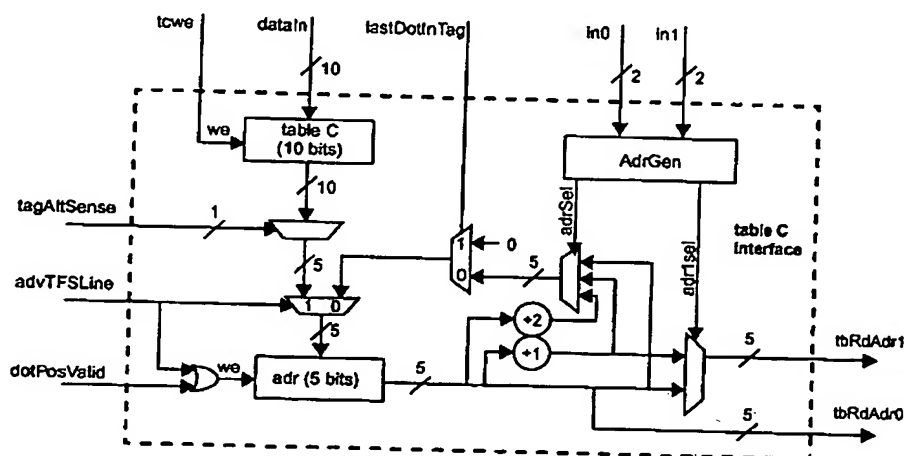 tcwe
dataIn
lastDotInTag
in0
in1
10
2
2
we
table C
(10 bits)
AdrGen
10
tagAltSense
1
adrSel
table C
Interface
1
0
0
5
5
adr1sel
advTFSLine
1 0
+2
5
+1
5
tbRdAdr1
dotPosValid
we
adr (5 bits)
5
5
tbRdAdr0